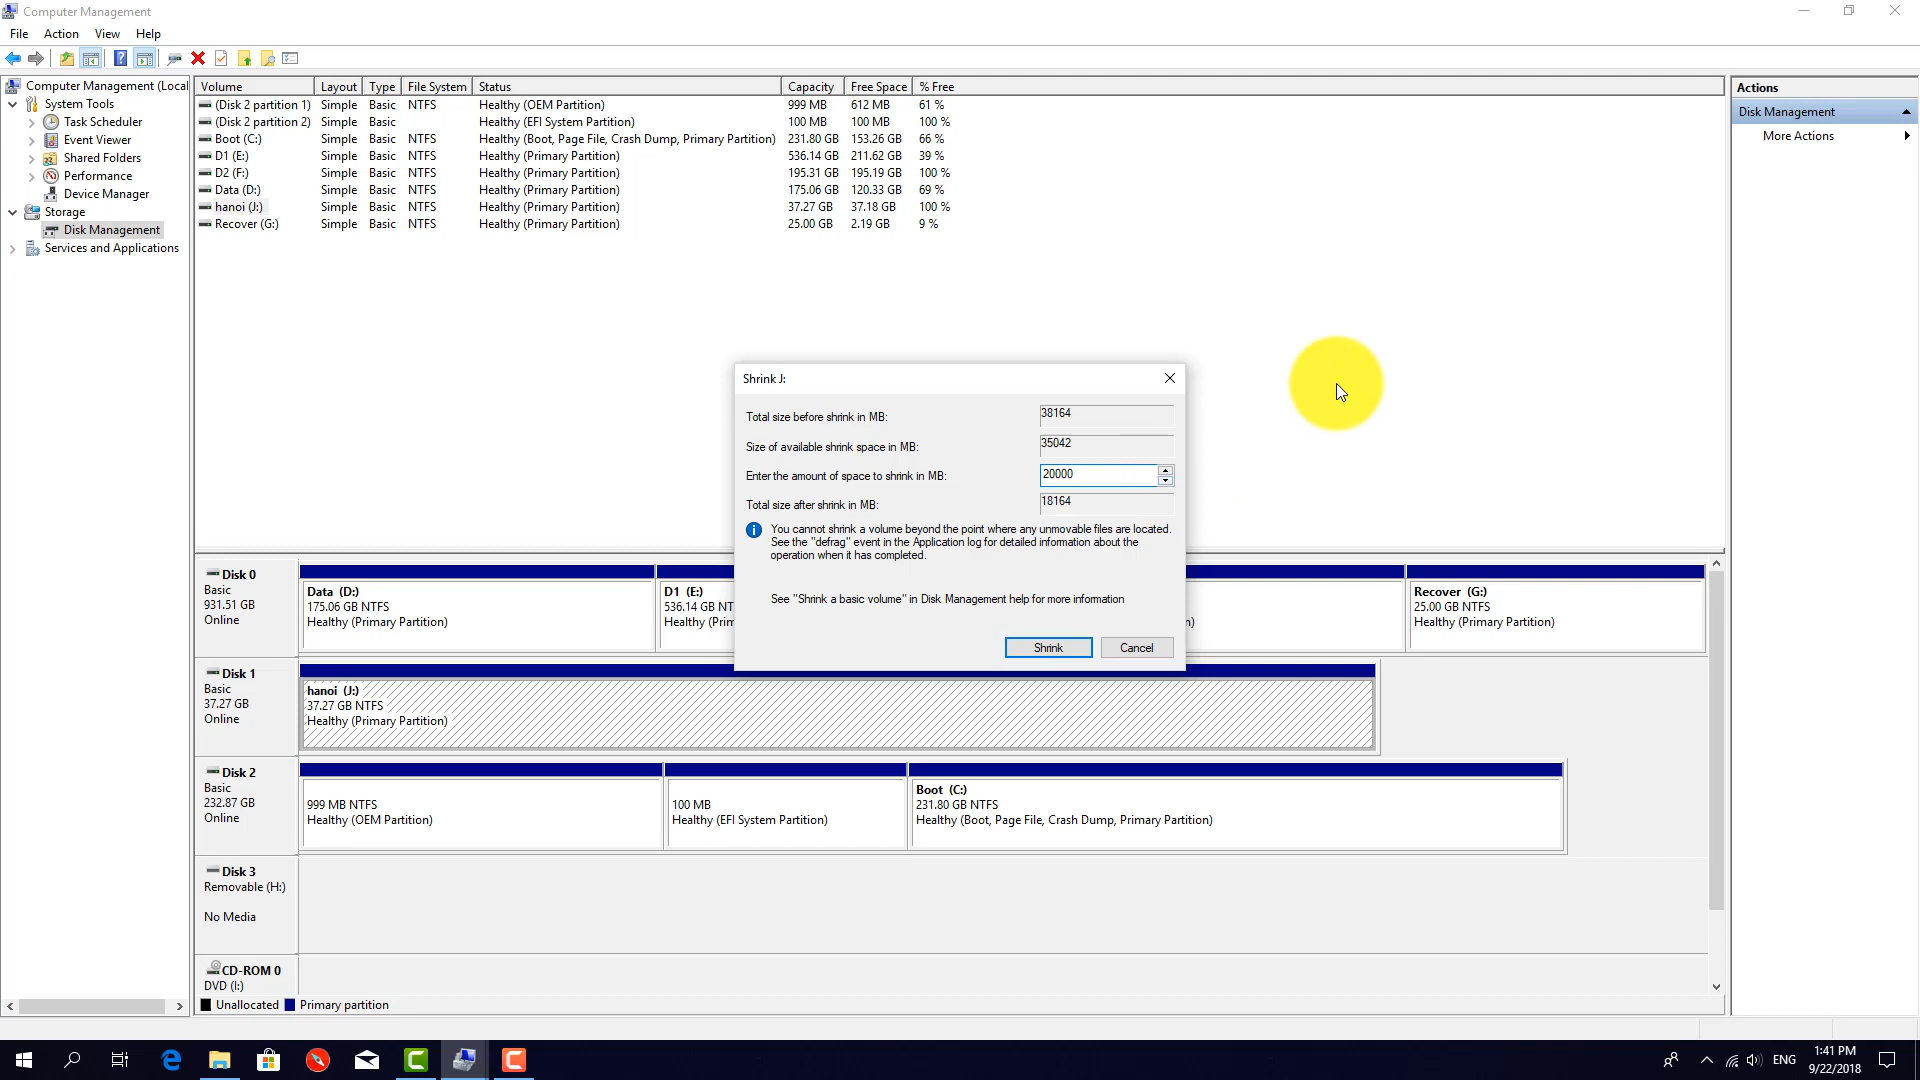 Computer Management
File Action View Help
Computer Management (Local
System Tools
Task Scheduler
Event Viewer
Shared Folders
Performance
Device Manager
Storage
Disk Management
Services and Applications
Volume Layout Type File System Status Capacity Free Space % Free
(Disk 2 partition 1) Simple Basic NTFS Healthy (OEM Partition) 999 MB 612 MB 61 %
(Disk 2 partition 2) Simple Basic Healthy (EFI System Partition) 100 MB 100 MB 100 %
Boot (C:) Simple Basic NTFS Healthy (Boot, Page File, Crash Dump, Primary Partition) 231.80 GB 153.26 GB 66 %
D1 (E:) Simple Basic NTFS Healthy (Primary Partition) 536.14 GB 211.62 GB 39 %
D2 (F:) Simple Basic NTFS Healthy (Primary Partition) 195.31 GB 195.19 GB 100 %
Data (D:) Simple Basic NTFS Healthy (Primary Partition) 175.06 GB 120.33 GB 69 %
hanoi (J:) Simple Basic NTFS Healthy (Primary Partition) 37.27 GB 37.18 GB 100 %
Recover (G:) Simple Basic NTFS Healthy (Primary Partition) 25.00 GB 2.19 GB 9 %
Actions
Disk Management
More Actions
Shrink J:
Total size before shrink in MB: 38164
Size of available shrink space in MB: 35042
Enter the amount of space to shrink in MB: 20000
Total size after shrink in MB: 18164
You cannot shrink a volume beyond the point where any unmovable files are located.
See the "defrag" event in the Application log for detailed information about the
operation when it has completed.
See "Shrink a basic volume" in Disk Management help for more information
Shrink Cancel
Disk 0
Basic
931.51 GB
Online
Data (D:)
175.06 GB NTFS
Healthy (Primary Partition)
D1 (E:)
536.14 GB NT
Healthy (Prim
n)
Recover (G:)
25.00 GB NTFS
Healthy (Primary Partition)
Disk 1
Basic
37.27 GB
Online
hanoi (J:)
37.27 GB NTFS
Healthy (Primary Partition)
Disk 2
Basic
232.87 GB
Online
999 MB NTFS
Healthy (OEM Partition)
100 MB
Healthy (EFI System Partition)
Boot (C:)
231.80 GB NTFS
Healthy (Boot, Page File, Crash Dump, Primary Partition)
Disk 3
Removable (H:)
No Media
CD-ROM 0
DVD (I:)
Unallocated Primary partition
ENG
1:41 PM
9/22/2018